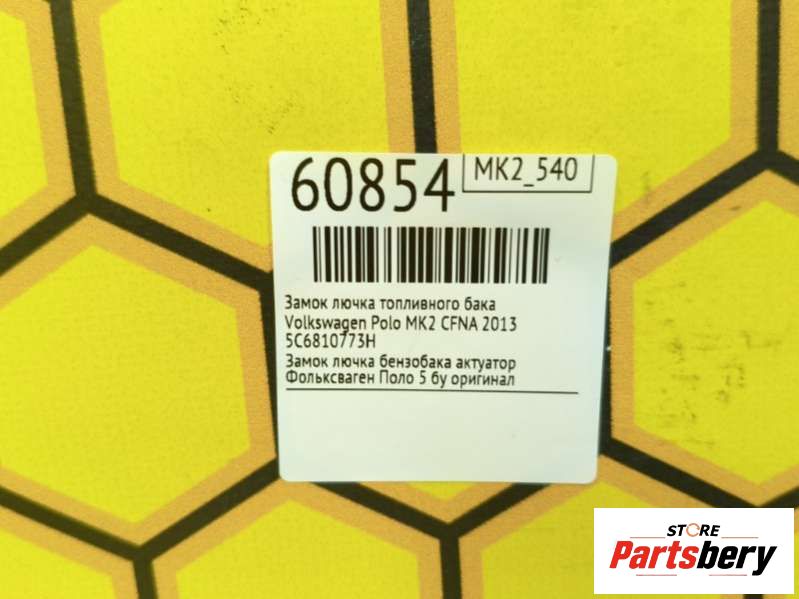 60854
MK2_540
Замок лючка топливного бака
Volkswagen Polo MK2 CFNA 2013
5C6810773H
Замок лючка бензобака актуатор
Фольксваген Поло 5 бу оригинал
STORE
Partsbery